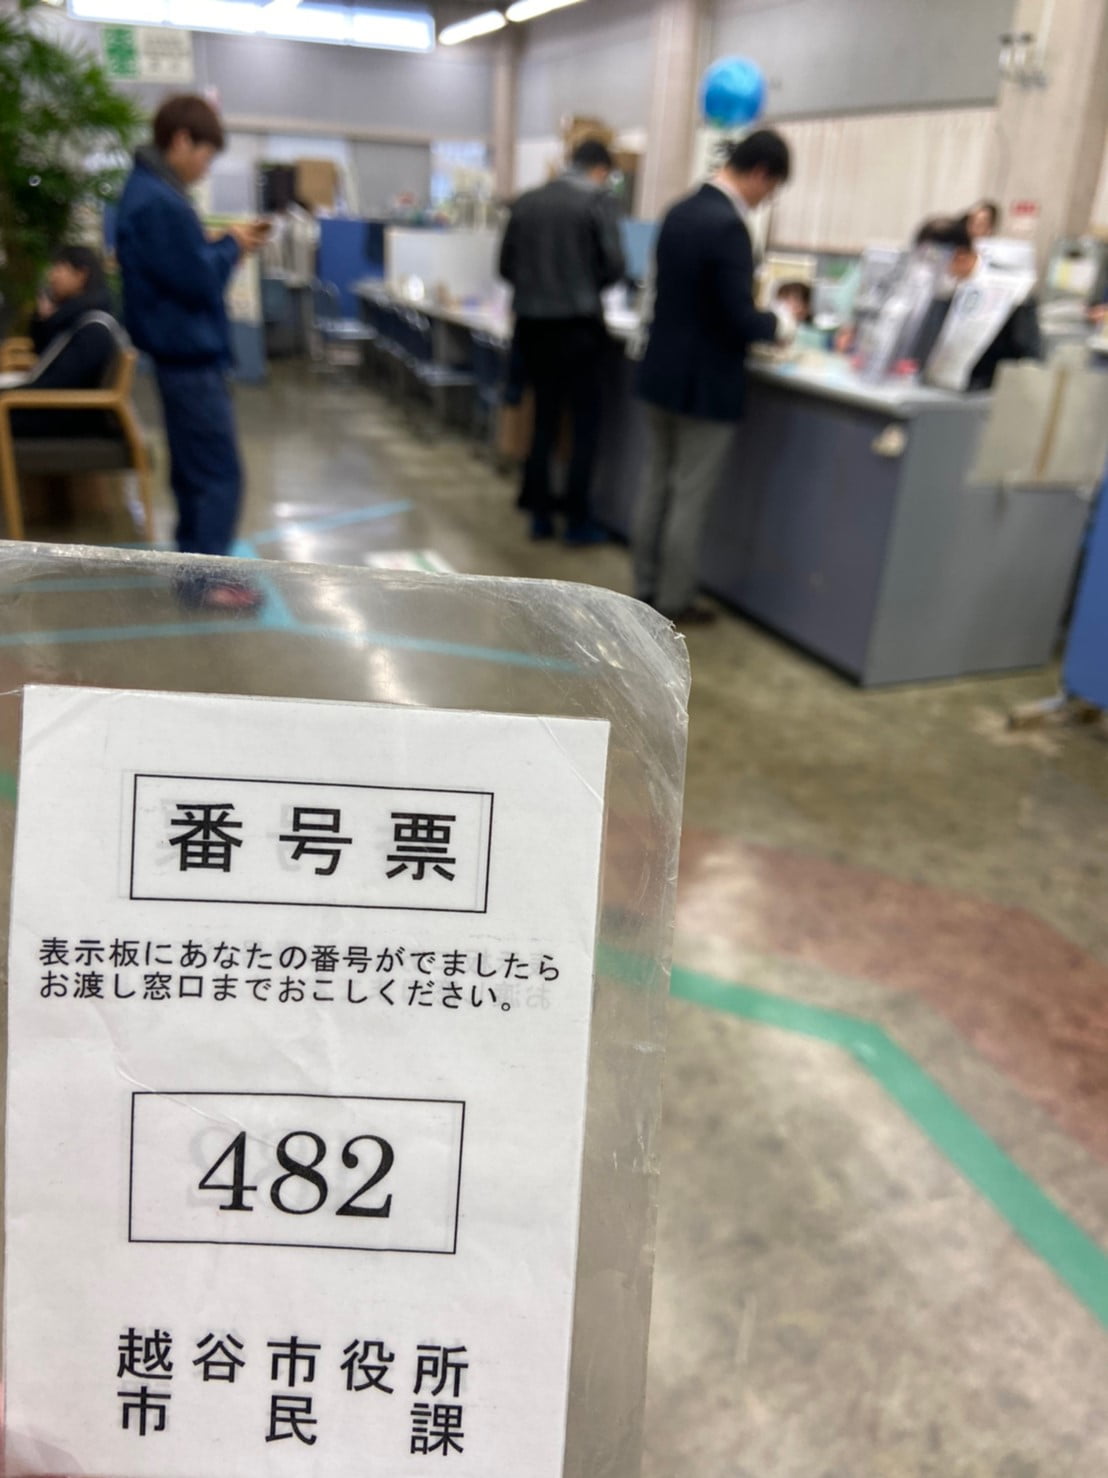 番号票
表示板にあなたの番号がでましたら
お渡し窓口までおこしください。
482
越谷市役所
市民課